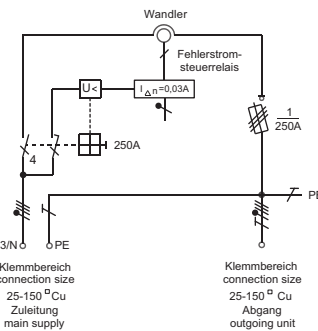 Wandler
Fehlerstrom-
steuerrelais
U<
I△n=0,03A
1
250A
250A
4
PE
3/N
PE
Klemmbereich
connection size
25-150 □ Cu
Zuleitung
main supply
Klemmbereich
connection size
25-150 □ Cu
Abgang
outgoing unit